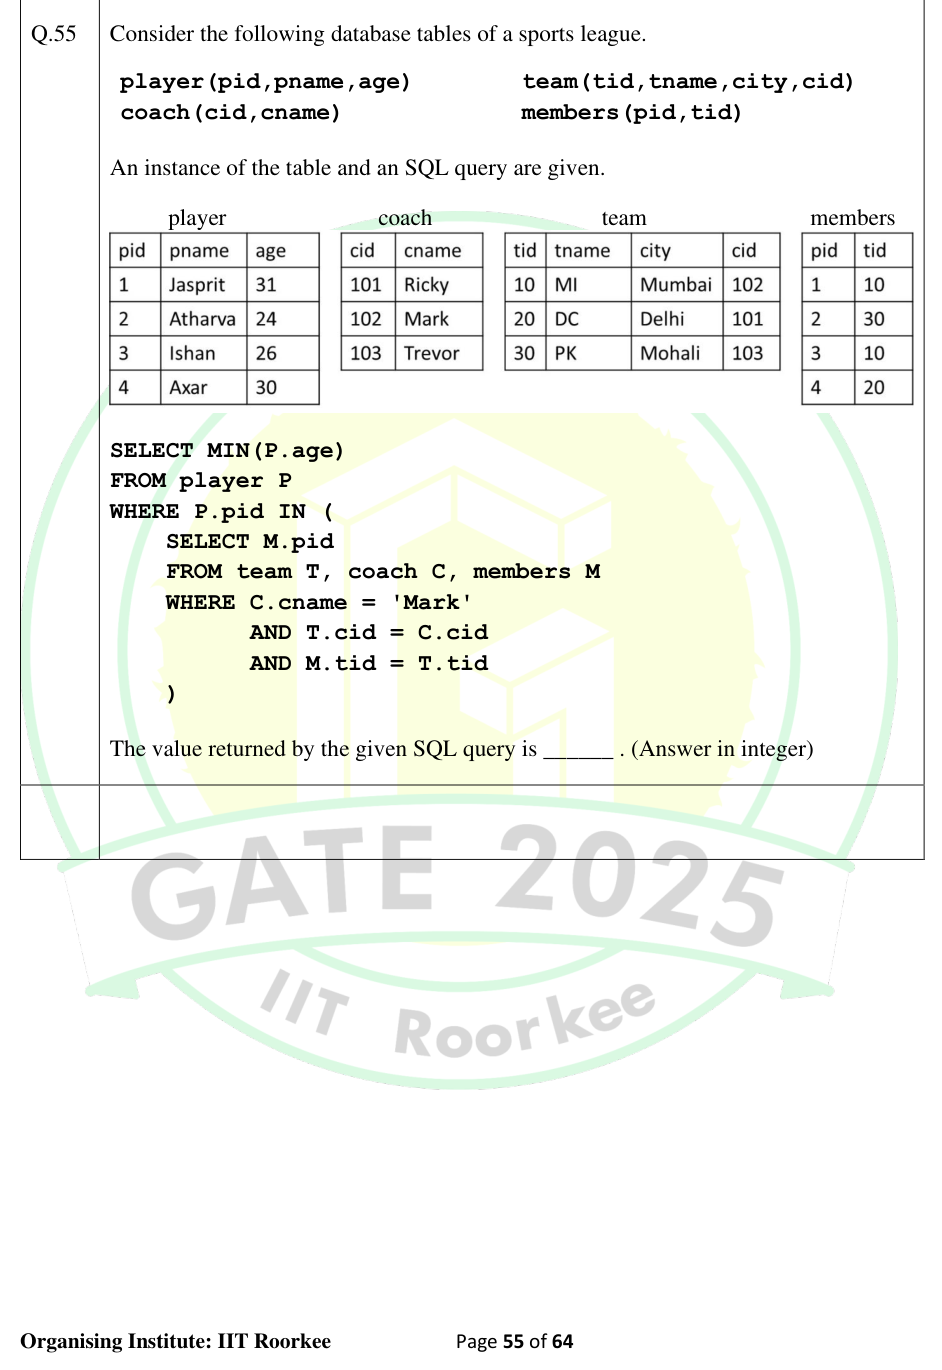 Q.55 Consider the following database tables of a sports league.
player(pid,pname,age) team(tid,tname,city,cid)
coach(cid,cname) members(pid,tid)
An instance of the table and an SQL query are given.
player coach team members
pid pname age cid cname tid tname city cid pid tid
1 Jasprit 31 101 Ricky 10 MI Mumbai 102 1 10
2 Atharva 24 102 Mark 20 DC Delhi 101 2 30
3 Ishan 26 103 Trevor 30 PK Mohali 103 3 10
4 Axar 30 4 20
SELECT MIN(P.age)
FROM player P
WHERE P.pid IN (
SELECT M.pid
FROM team T, coach C, members M
WHERE C.cname = 'Mark'
AND T.cid = C.cid
AND M.tid = T.tid
)
The value returned by the given SQL query is ______ . (Answer in integer)
GATE 2025
IIT Roorkee
Organising Institute: IIT Roorkee Page 55 of 64